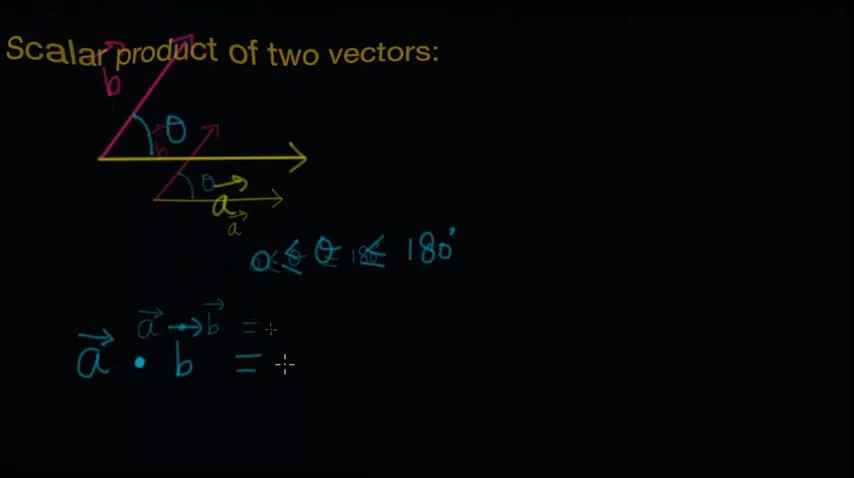 Scalar product of two vectors:
b
θ
b
θ
a
a
0 ≤ θ ≤ 180°
a b =
a • b =